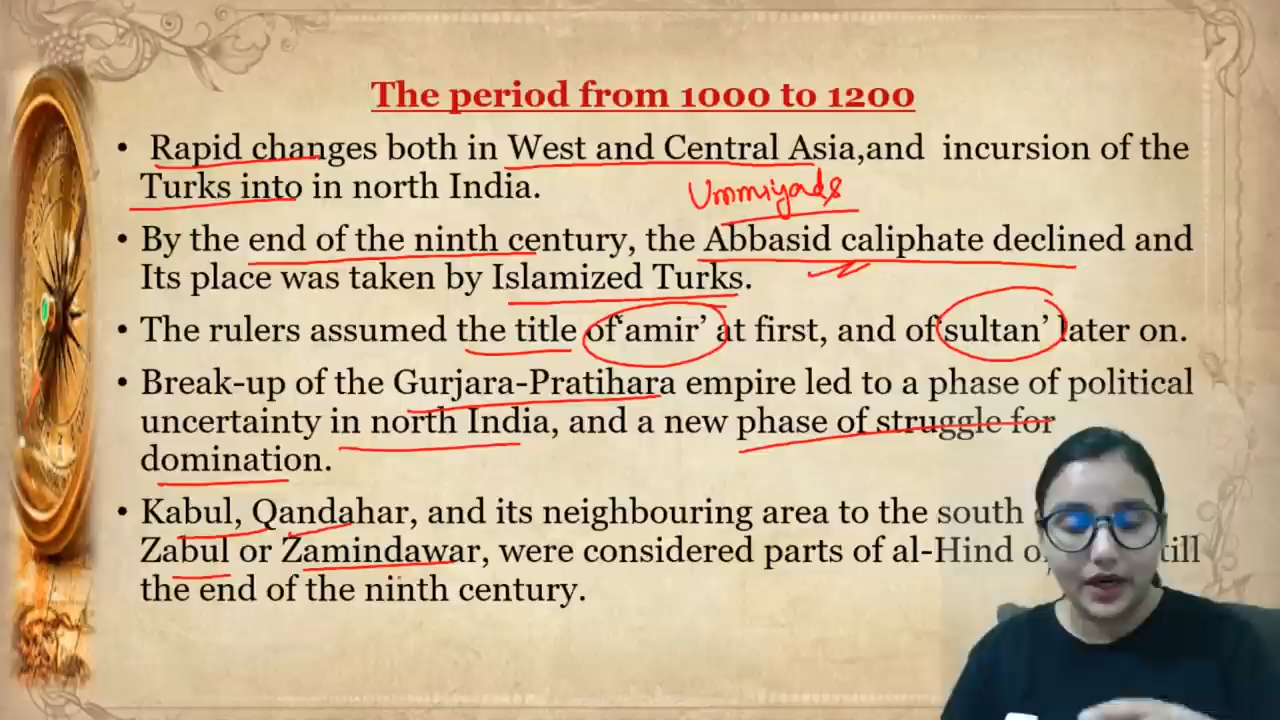 The period from 1000 to 1200
• Rapid changes both in West and Central Asia,and incursion of the
Turks into in north India.
Ummiyads
• By the end of the ninth century, the Abbasid caliphate declined and
Its place was taken by Islamized Turks.
• The rulers assumed the title of‘amir’ at first, and of‘sultan’ later on.
• Break-up of the Gurjara-Pratihara empire led to a phase of political
uncertainty in north India, and a new phase of struggle for
domination.
• Kabul, Qandahar, and its neighbouring area to the south
Zabul or Zamindawar, were considered parts of al-Hind till
the end of the ninth century.